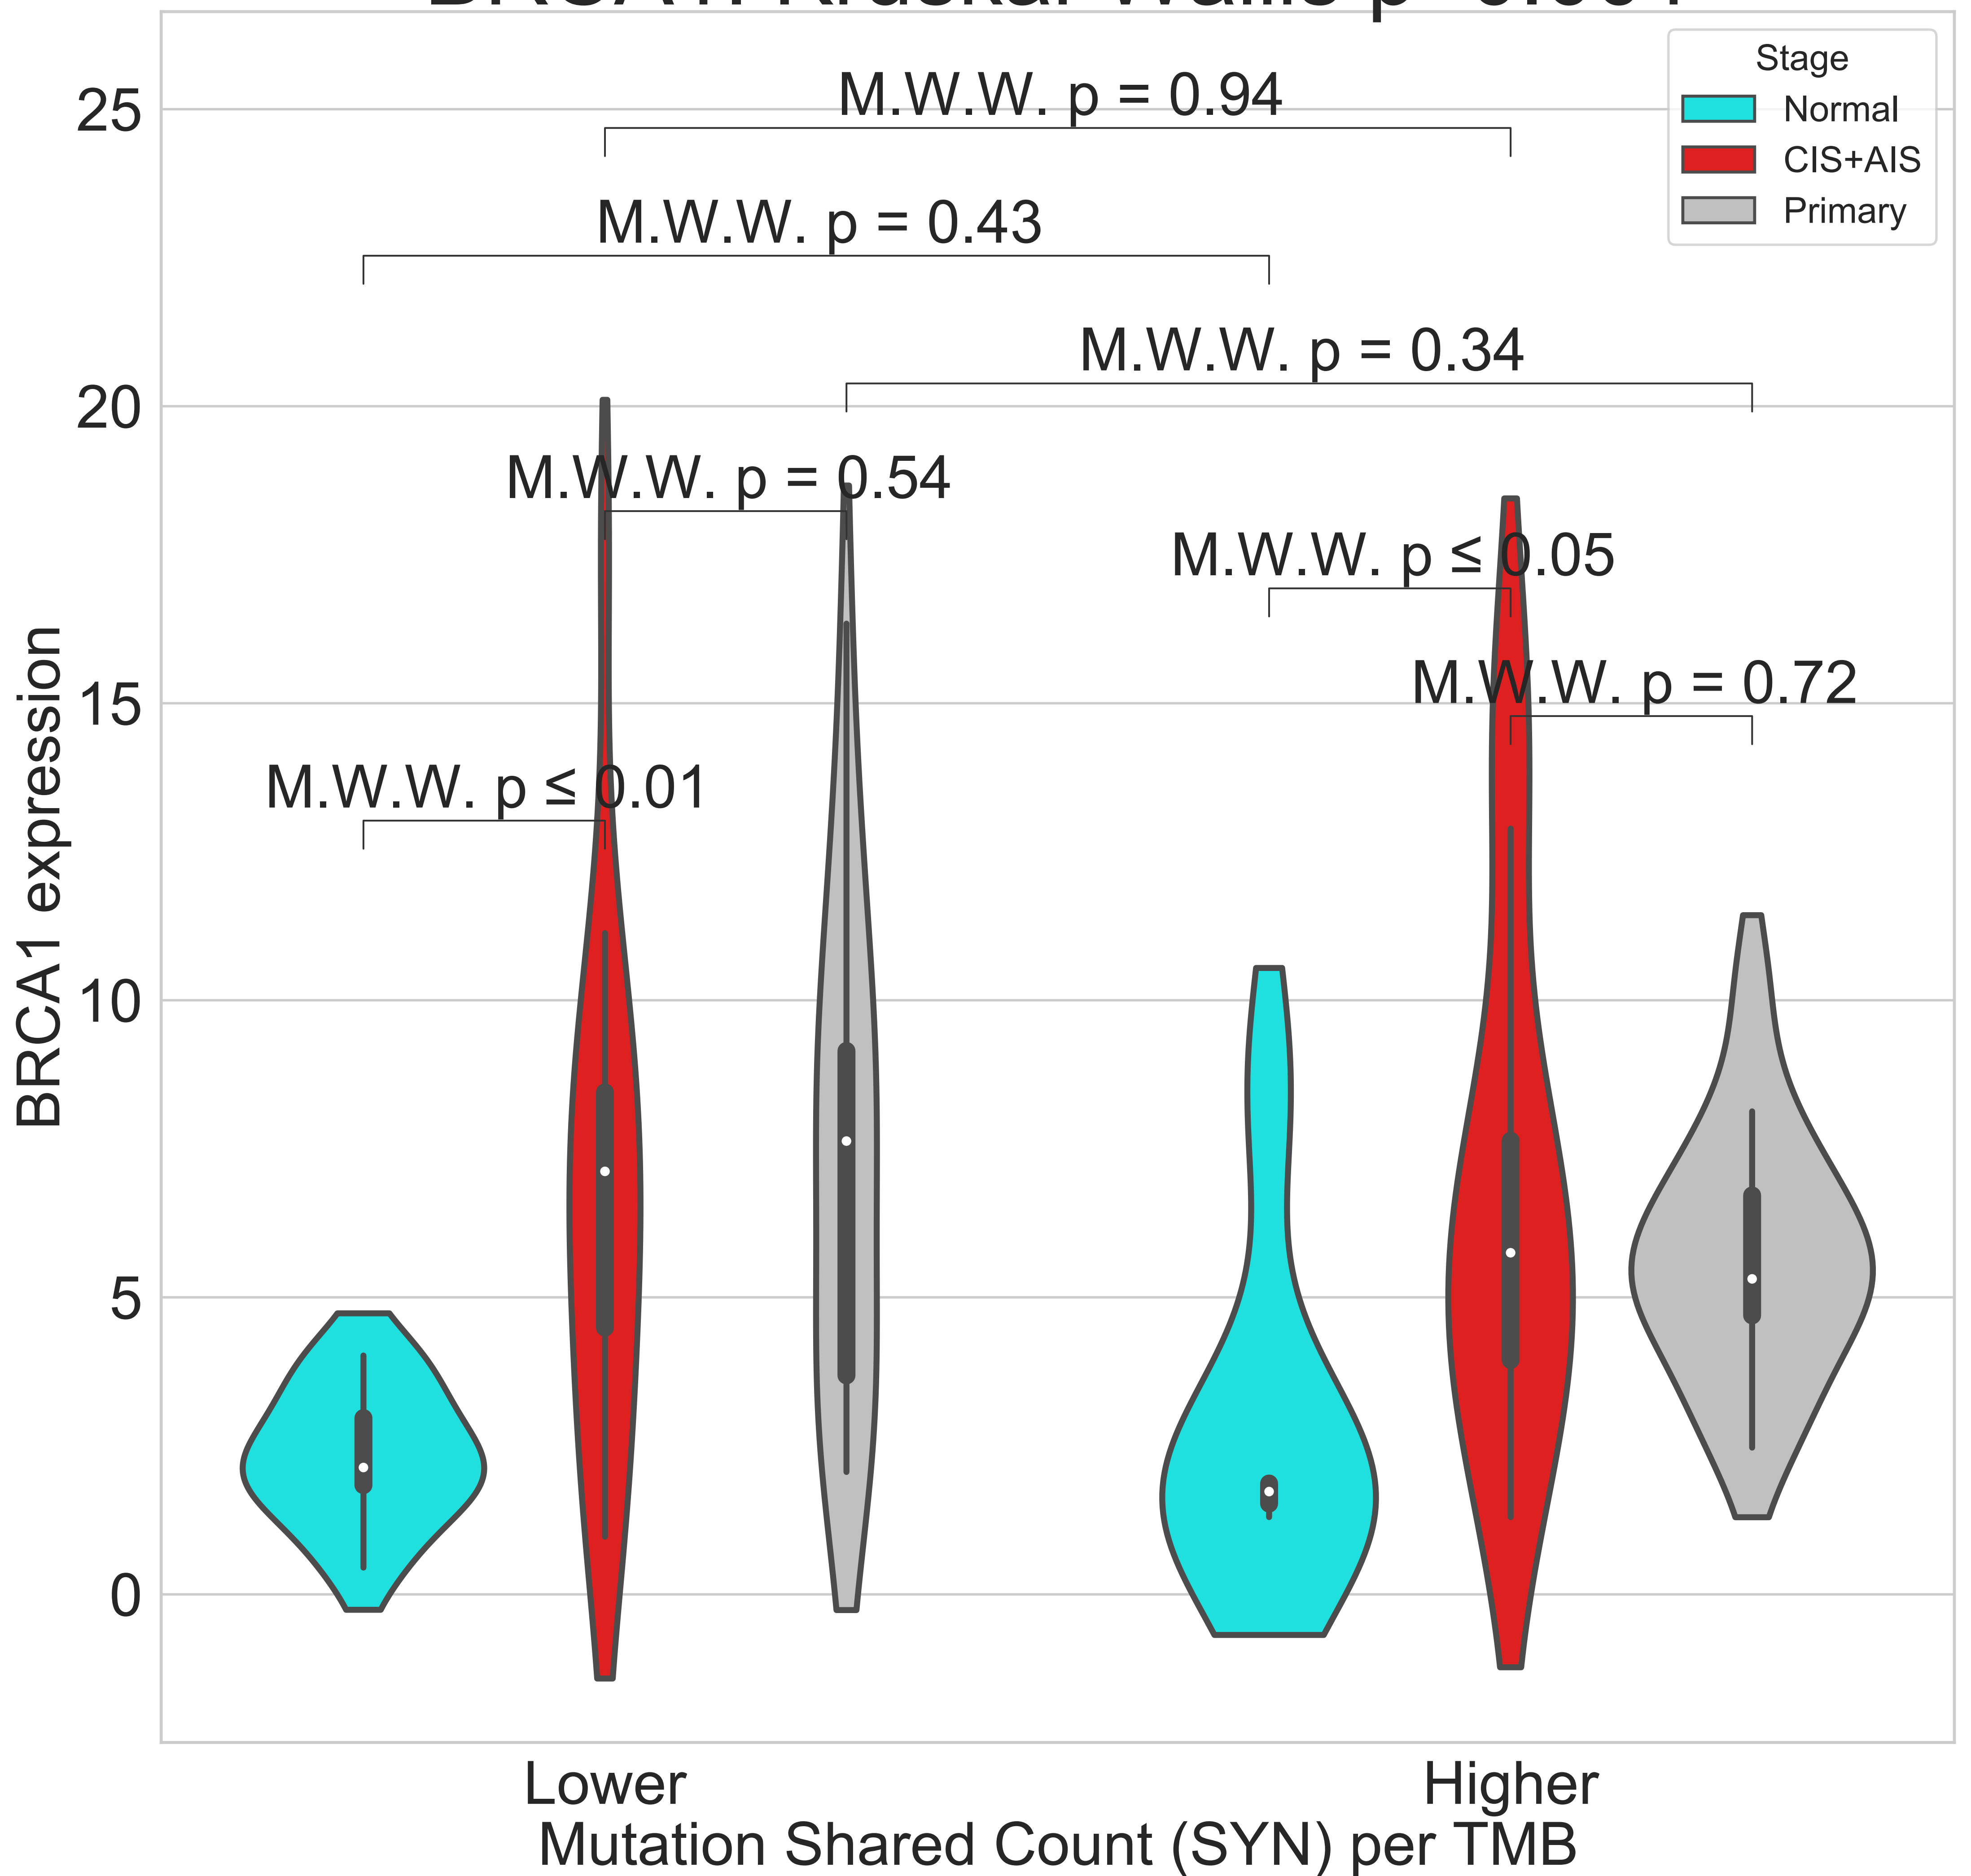 Stage
Normal
CIS+AIS
Primary
M.W.W. p = 0.94
M.W.W. p = 0.43
M.W.W. p = 0.34
M.W.W. p = 0.54
M.W.W. p ≤ 0.05
M.W.W. p = 0.72
M.W.W. p ≤ 0.01
25
20
15
10
5
0
BRCA1 expression
Lower
Higher
Mutation Shared Count (SYN) per TMB